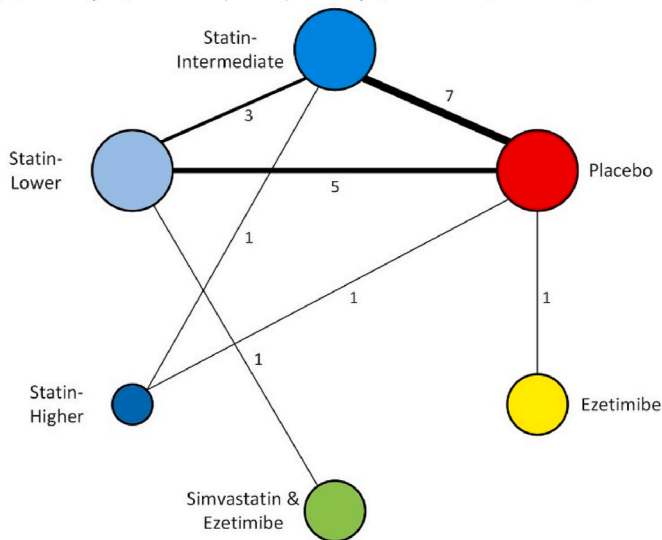 Statin-
Intermediate
7
3
Statin-
Lower
Placebo
5
1
1
1
1
Statin-
Higher
Ezetimibe
Simvastatin &
Ezetimibe